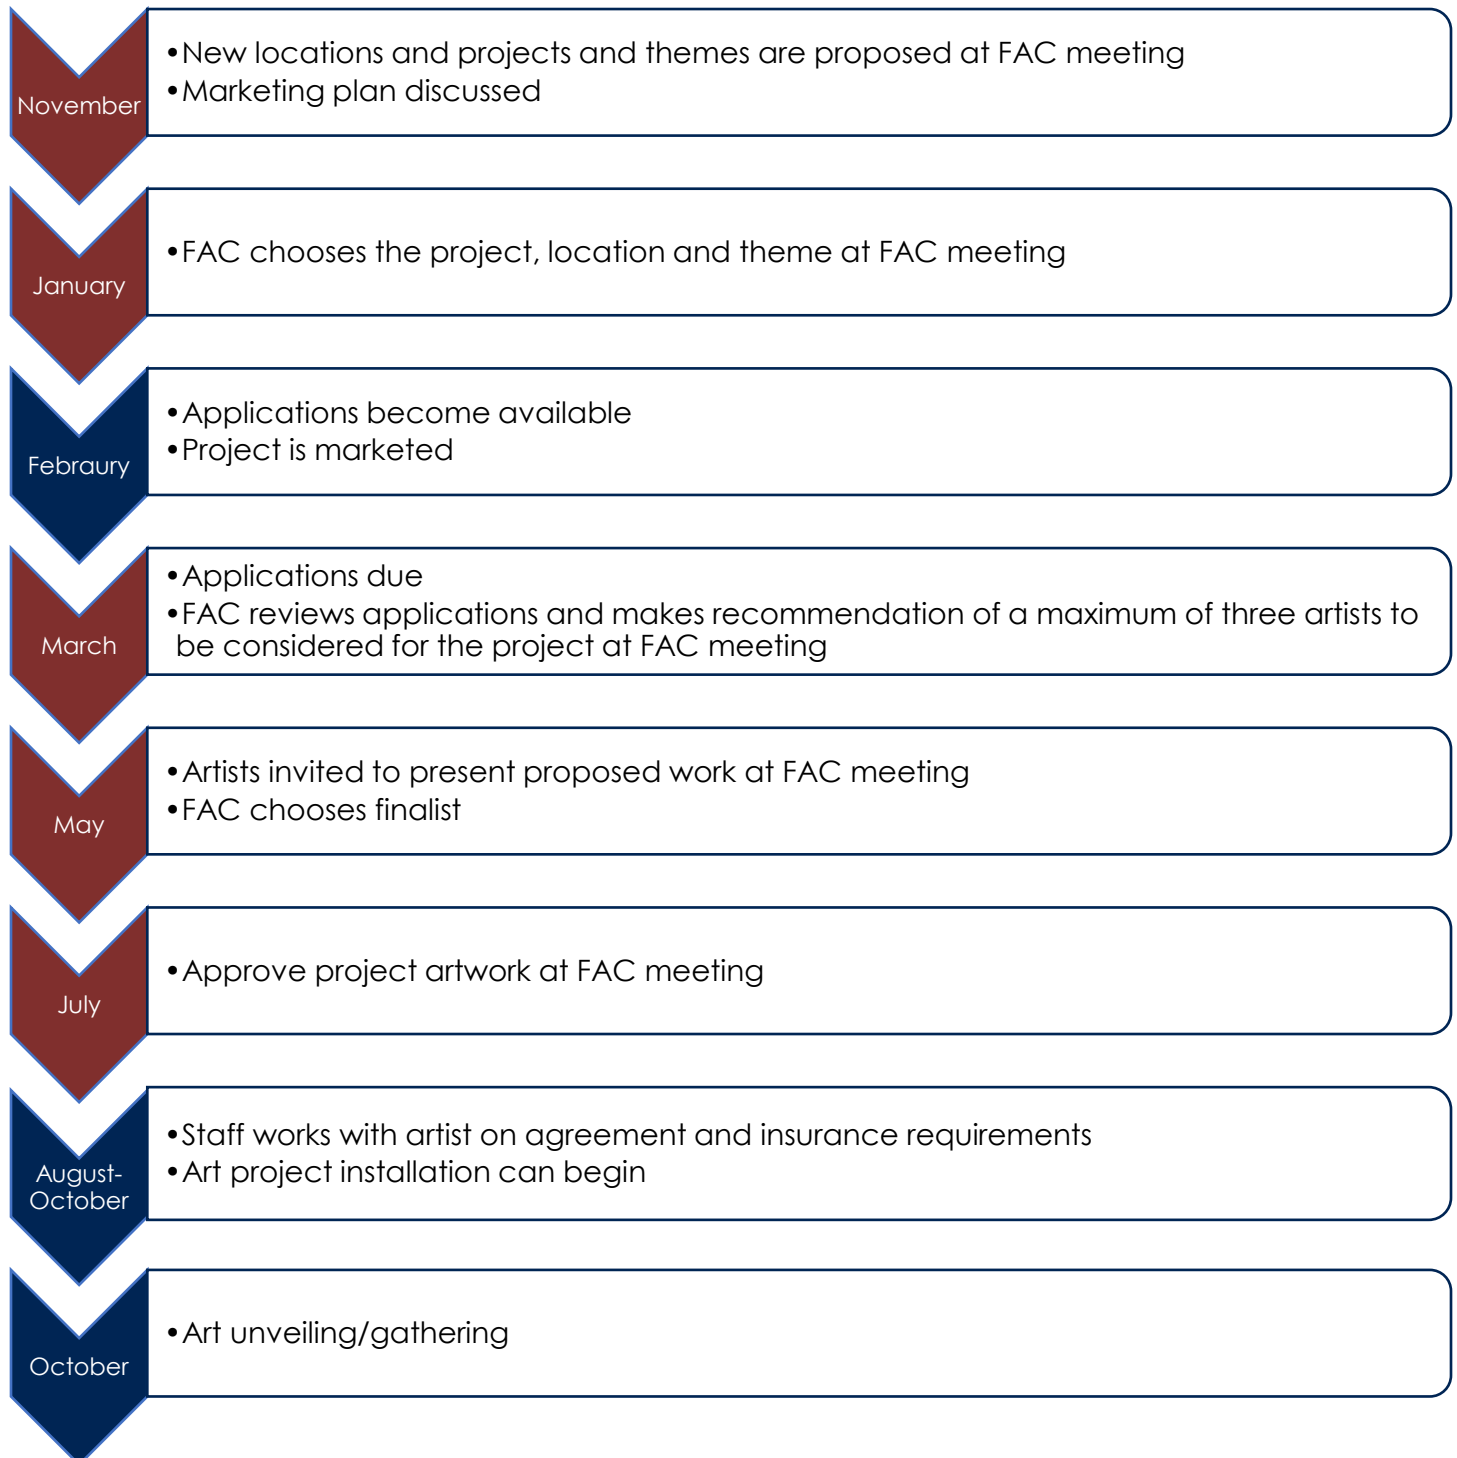 November
•New locations and projects and themes are proposed at FAC meeting
•Marketing plan discussed
January
•FAC chooses the project, location and theme at FAC meeting
Febraury
•Applications become available
•Project is marketed
March
•Applications due
•FAC reviews applications and makes recommendation of a maximum of three artists to
be considered for the project at FAC meeting
May
•Artists invited to present proposed work at FAC meeting
•FAC chooses finalist
July
•Approve project artwork at FAC meeting
August-
October
•Staff works with artist on agreement and insurance requirements
•Art project installation can begin
October
•Art unveiling/gathering